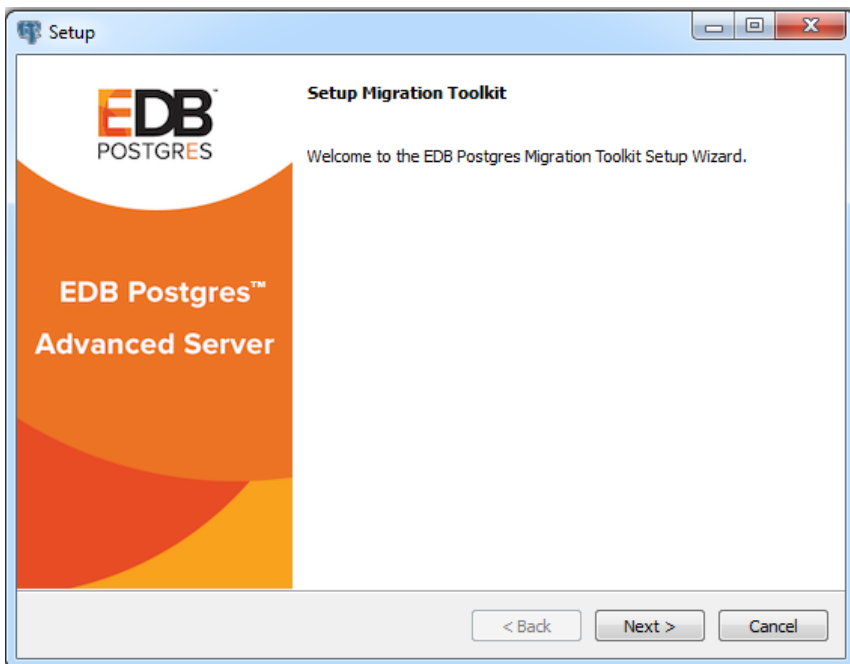 Setup
EDB™
POSTGRES
EDB Postgres™
Advanced Server
Setup Migration Toolkit
Welcome to the EDB Postgres Migration Toolkit Setup Wizard.
< Back
Next >
Cancel